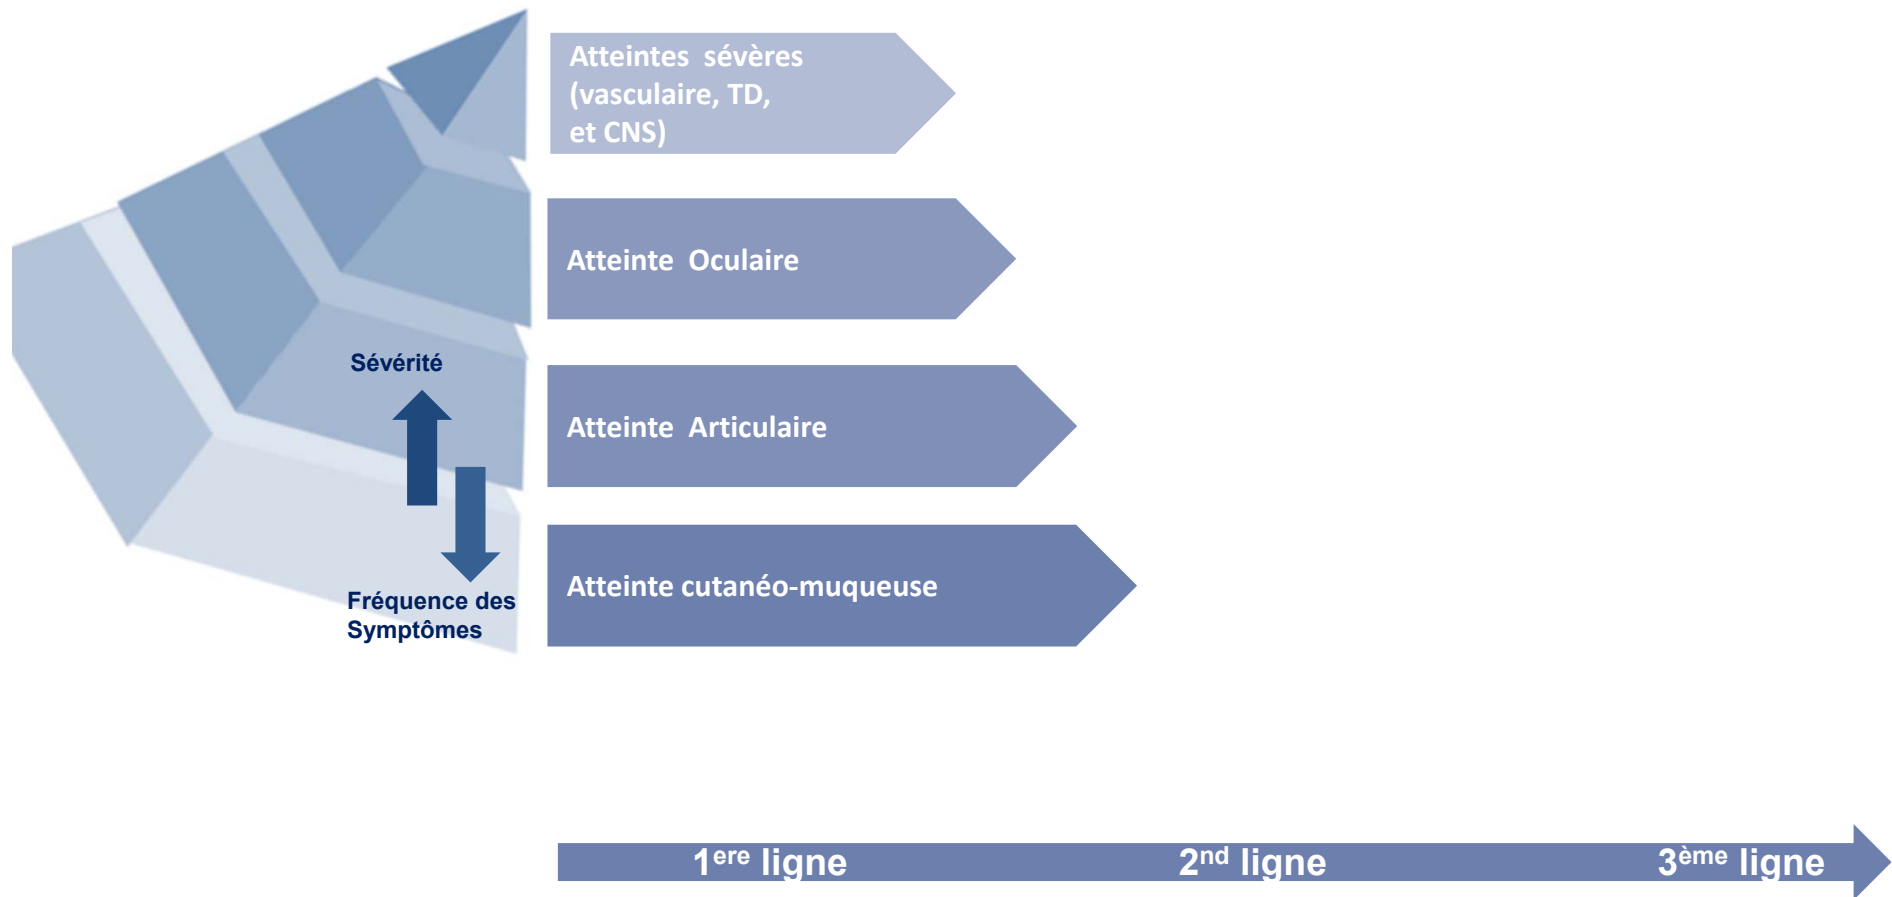 Atteintes sévères
(vasculaire, TD,
et CNS)
Atteinte Oculaire
Sévérité
Atteinte Articulaire
Atteinte cutanéo-muqueuse
Fréquence des
Symptômes
1ere ligne
2nd ligne
3ème ligne